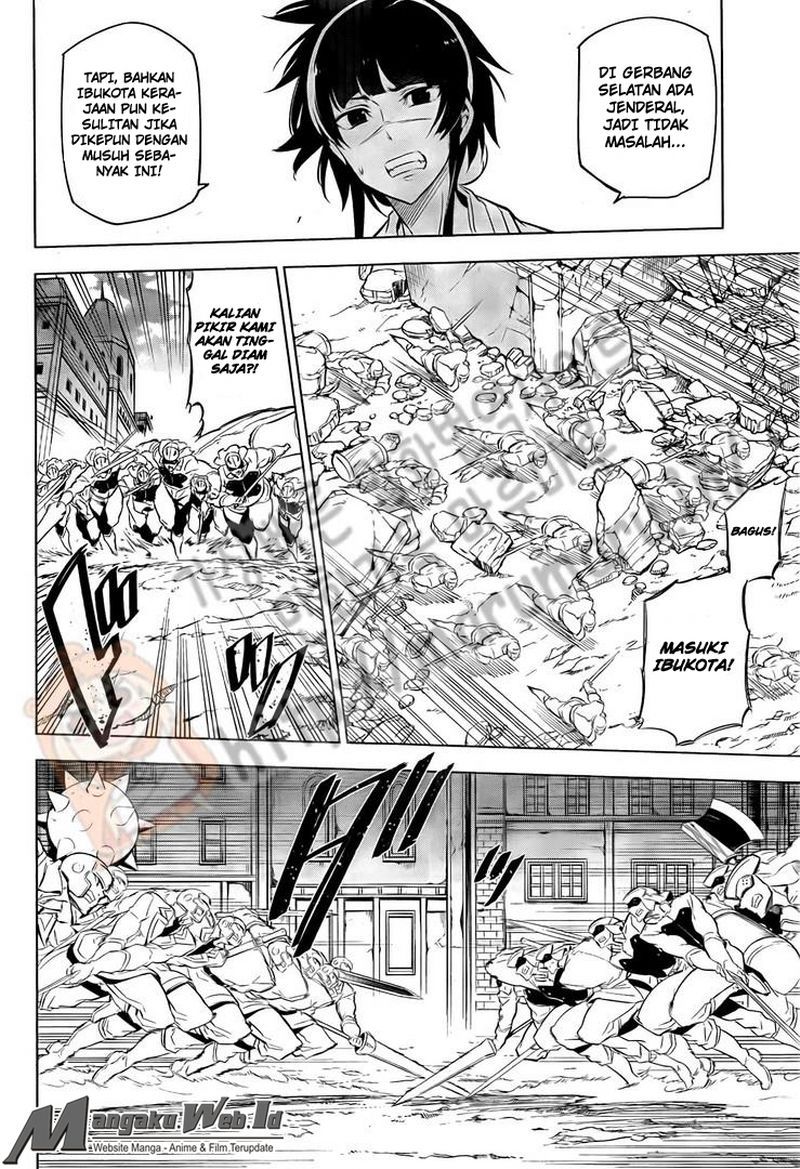 DI GERBANG
SELATAN ADA
JENDERAL,
JADI TIDAK
MASALAH...
TAPI, BAHKAN
IBUKOTA KERA-
JAAN PUN KE-
SULITAN JIKA
DIKEPUN DENGAN
MUSUH SEBA-
NYAK INI!
BAGUS!
MASUKI
IBUKOTA!
KALIAN
PIKIR KAMI
AKAN TING-
GAL DIAM
SAJA?!
Mangaku Web Id
Website Manga - Anime & Film Terupdate